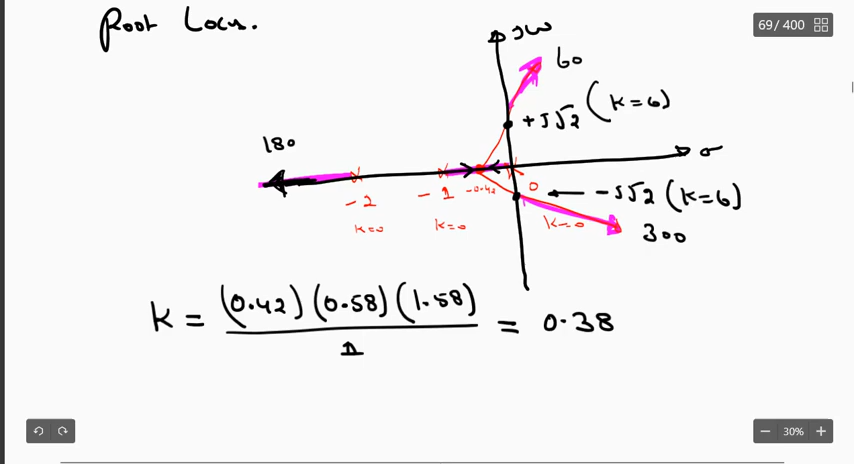 Root Locus.
69 / 400
jω
60
+j√2 (K=6)
180
σ
-2
-1
-0.42
0
-j√2 (K=6)
K=0
K=0
K=0
300
K = (0.42)(0.58)(1.58) / 1 = 0.38
30%